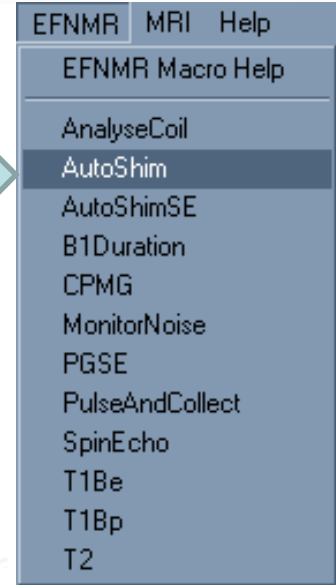 EFNMR MRI Help
EFNMR Macro Help
AnalyseCoil
AutoShim
AutoShimSE
B1Duration
CPMG
MonitorNoise
PGSE
PulseAndCollect
SpinEcho
T1Be
T1Bp
T2